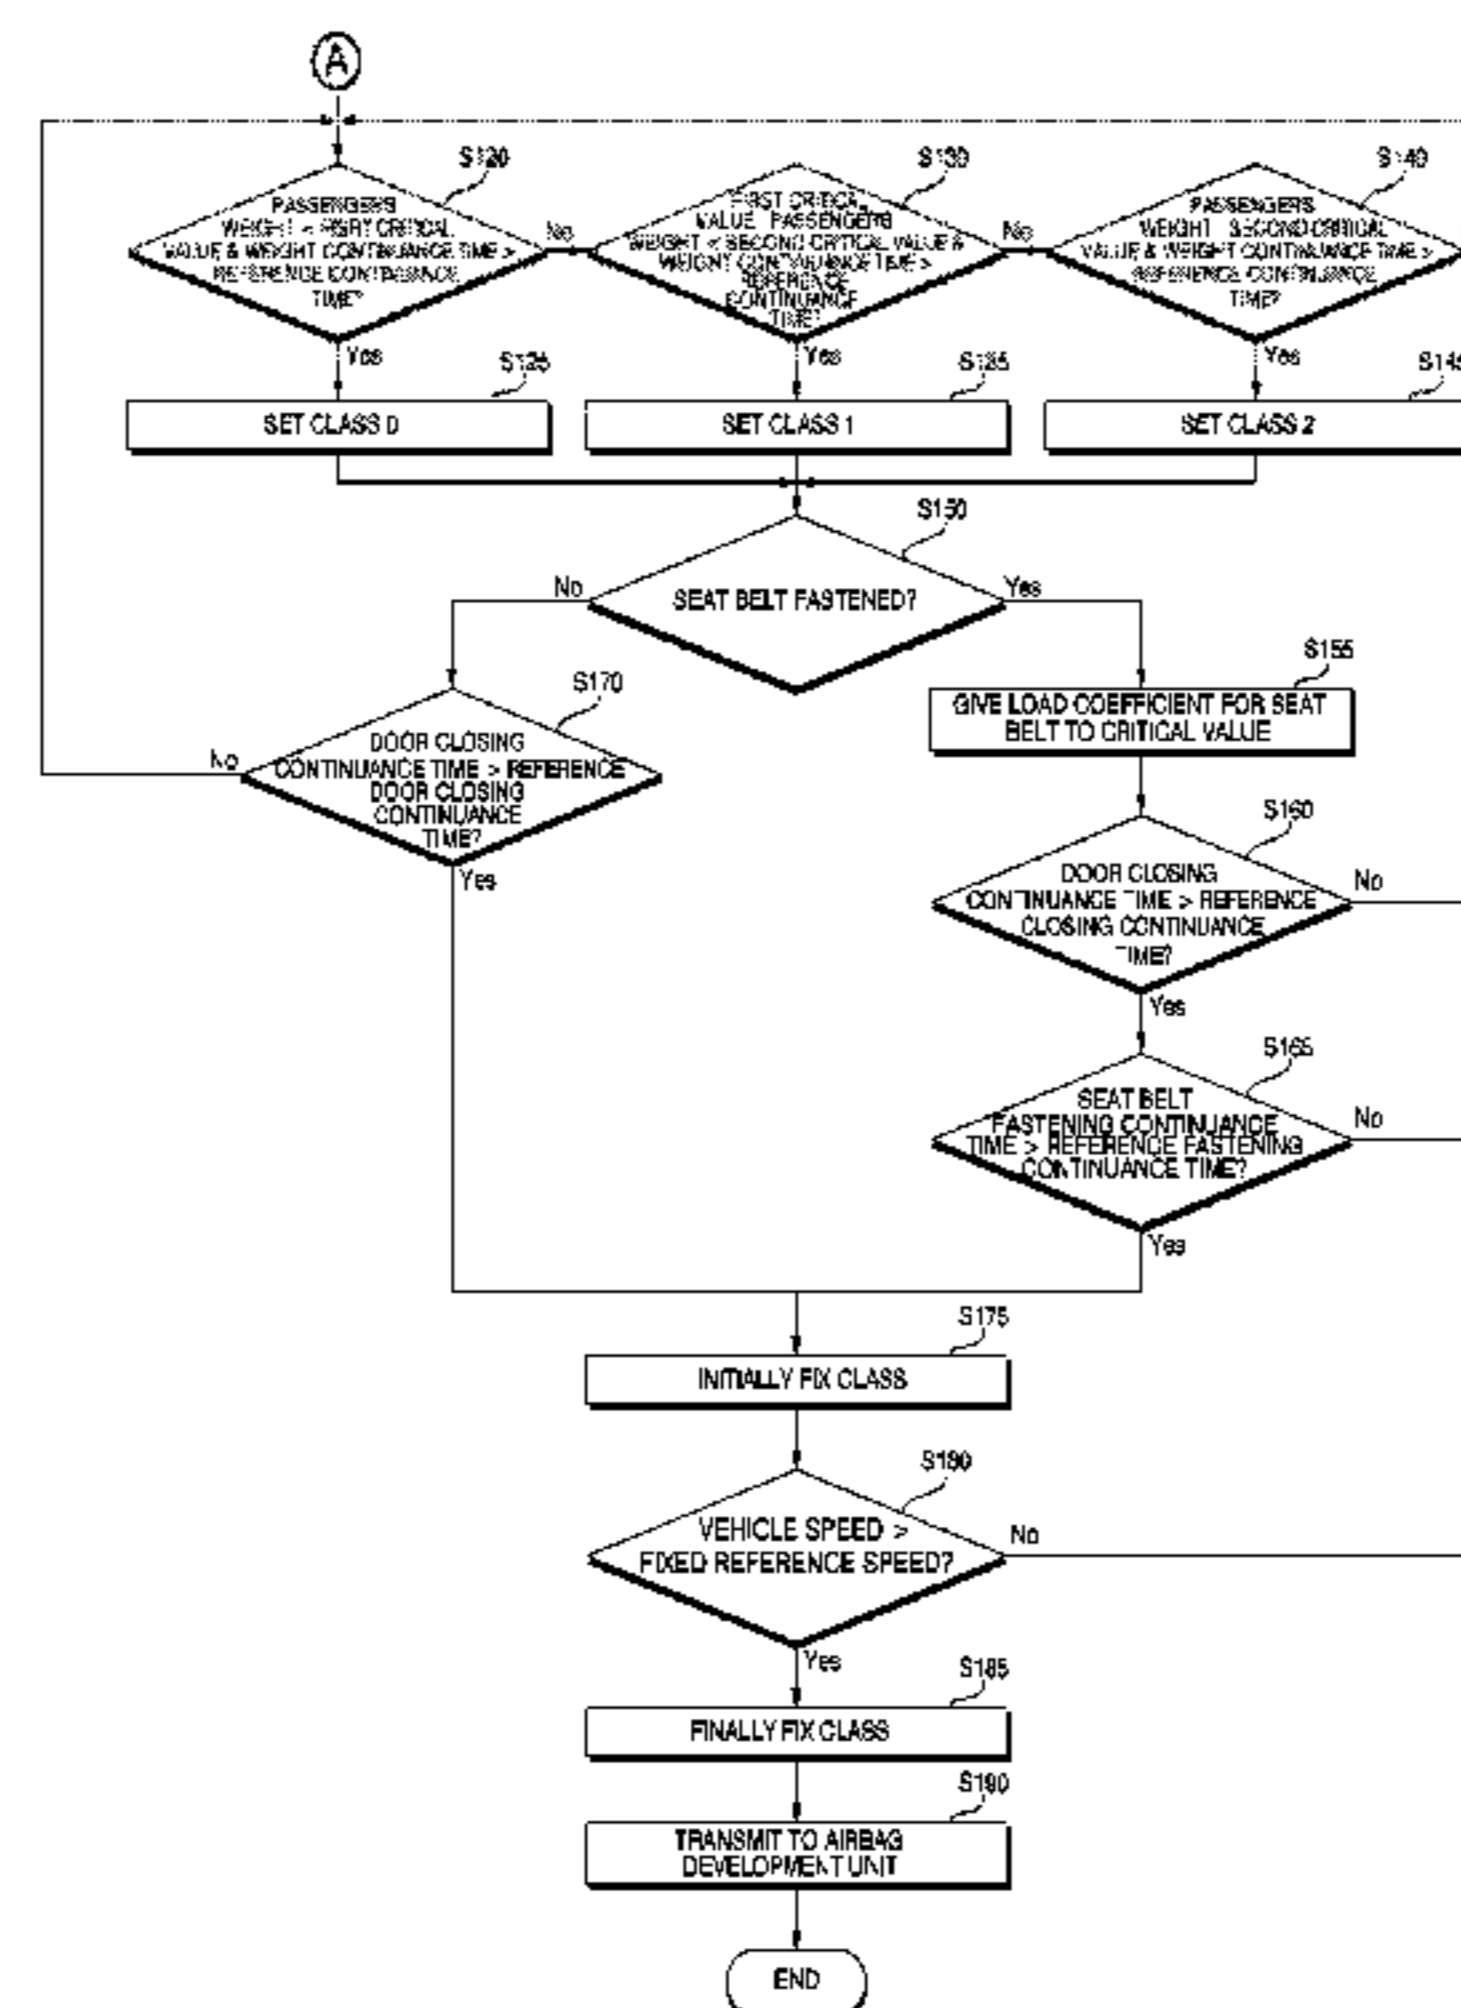 A
S120
S130
S140
PASSENGERS
WEIGHT < FIRST CRITICAL
VALUE & WEIGHT CONTINUANCE TIME >
REFERENCE CONTINUANCE
TIME?
No
FIRST CRITICAL
VALUE PASSENGERS
WEIGHT < SECOND CRITICAL VALUE &
WEIGHT CONTINUANCE TIME >
REFERENCE
CONTINUANCE
TIME?
No
PASSENGERS
WEIGHT SECOND CRITICAL
VALUE & WEIGHT CONTINUANCE TIME >
REFERENCE CONTINUANCE
TIME?
Yes
Yes
Yes
S125
S135
S145
SET CLASS 0
SET CLASS 1
SET CLASS 2
S150
No
SEAT BELT FASTENED?
Yes
S155
GIVE LOAD COEFFICIENT FOR SEAT
BELT TO CRITICAL VALUE
S170
No
DOOR CLOSING
CONTINUANCE TIME > REFERENCE
DOOR CLOSING
CONTINUANCE
TIME?
Yes
S160
DOOR CLOSING
CONTINUANCE TIME > REFERENCE
CLOSING CONTINUANCE
TIME?
No
Yes
S165
SEAT BELT
FASTENING CONTINUANCE
TIME > REFERENCE FASTENING
CONTINUANCE TIME?
No
Yes
S175
INITIALLY FIX CLASS
S180
VEHICLE SPEED >
FIXED REFERENCE SPEED?
No
Yes
S185
FINALLY FIX CLASS
S190
TRANSMIT TO AIRBAG
DEVELOPMENT UNIT
END